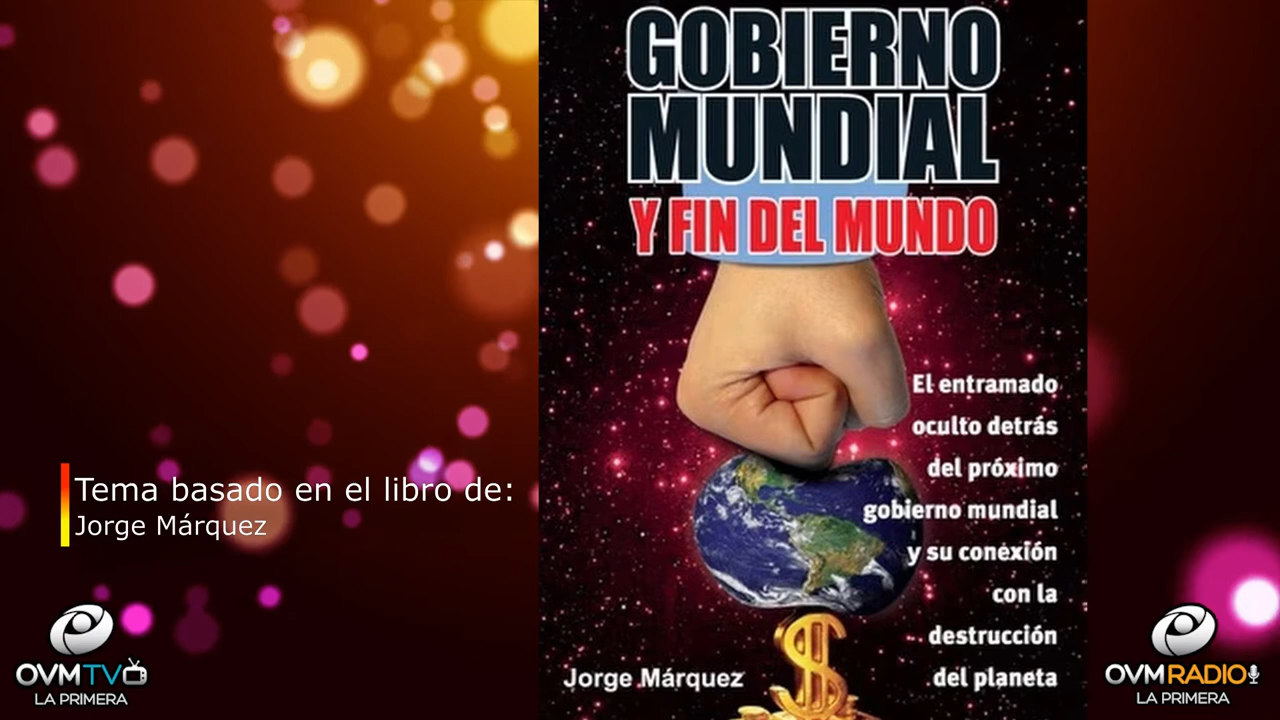 GOBIERNO
MUNDIAL
Y FIN DEL MUNDO
El entramado
oculto detrás
del próximo
gobierno mundial
y su conexión
con la
destrucción
del planeta
Jorge Márquez
Tema basado en el libro de:
Jorge Márquez
OVMTV
LA PRIMERA
OVMRADIO
LA PRIMERA